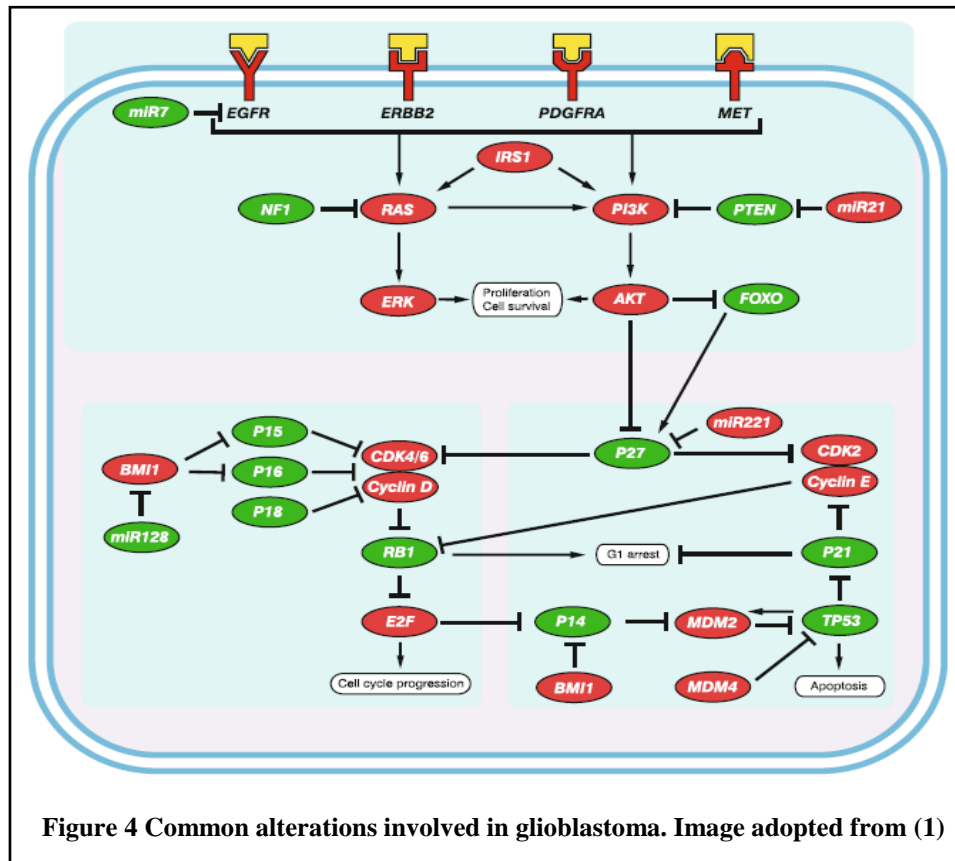 EGFR ERBB2 PDGFRA MET
miR7
IRS1
NF1 RAS PI3K PTEN miR21
ERK Proliferation
Cell survival AKT FOXO
P15 miR221
BMI1 P16 CDK4/6 P27 CDK2
P18 Cyclin D Cyclin E
miR128
RB1 G1 arrest P21
E2F P14 MDM2 TP53
Cell cycle progression BMI1 MDM4 Apoptosis
Figure 4 Common alterations involved in glioblastoma. Image adopted from (1)